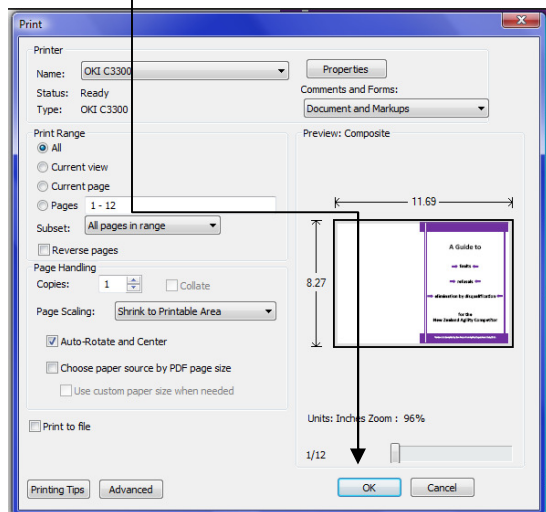 Print
Printer
Name: OKI C3300 Properties
Status: Ready Comments and Forms:
Type: OKI C3300 Document and Markups
Print Range
All
Current view
Current page
Pages 1 - 12
Subset: All pages in range
Reverse pages
Page Handling
Copies: 1 Collate
Page Scaling: Shrink to Printable Area
Auto-Rotate and Center
Choose paper source by PDF page size
Use custom paper size when needed
Print to file
Preview: Composite
11.69
8.27
A Guide to
faults
refusals
elimination by disqualification
for the
New Zealand Agility Competitor
Units: Inches Zoom : 96%
1/12
Printing Tips Advanced OK Cancel